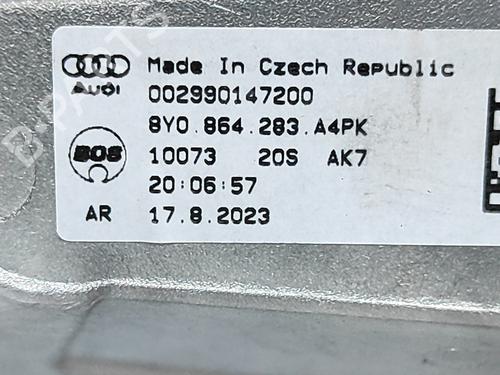 Made In Czech Republic
Audi
002990147200
8Y0.864.283.A4PK
BOS
10073 20S AK7
20:06:57
AR 17.8.2023